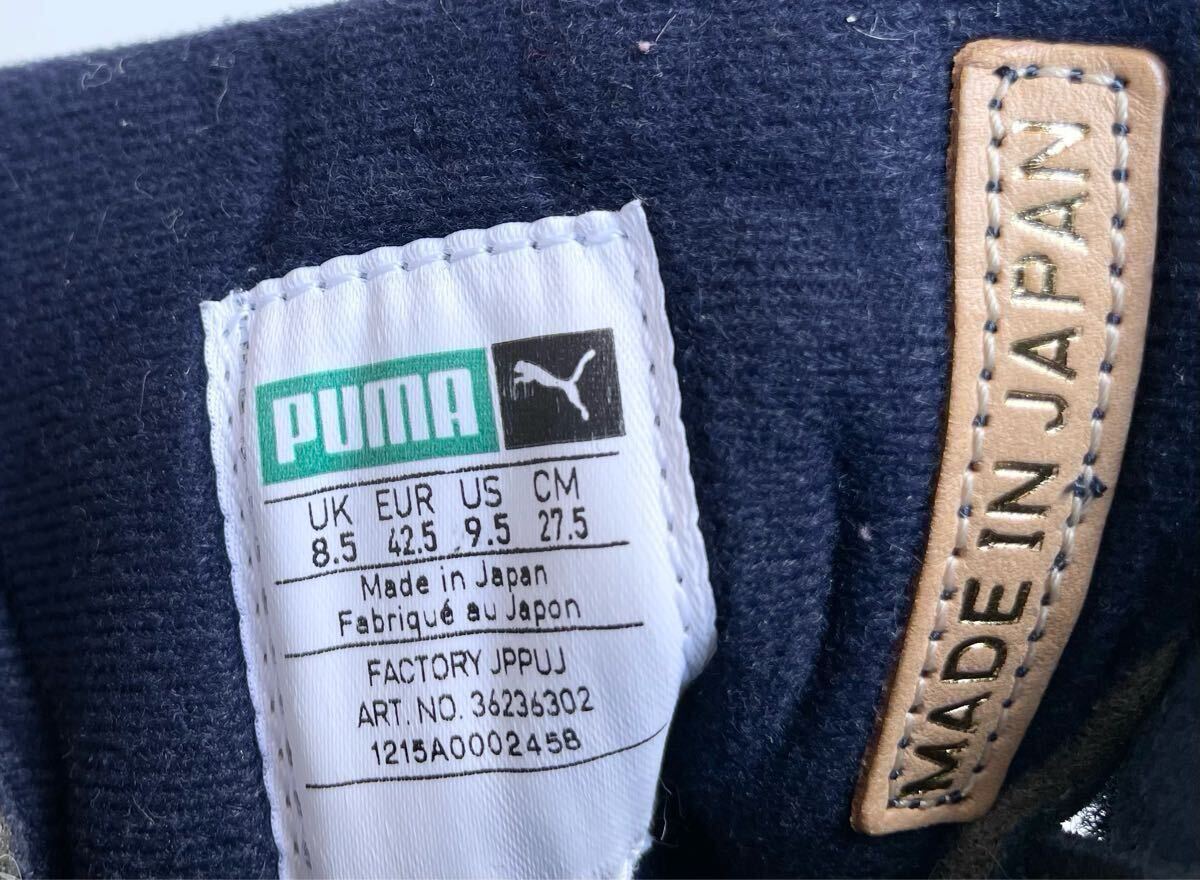 PUMA
UK EUR US CM
8.5 42.5 9.5 27.5
Made in Japan
Fabriqué au Japon
FACTORY JPPUJ
ART. NO. 36236302
1215A0002458
MADE IN JAPAN